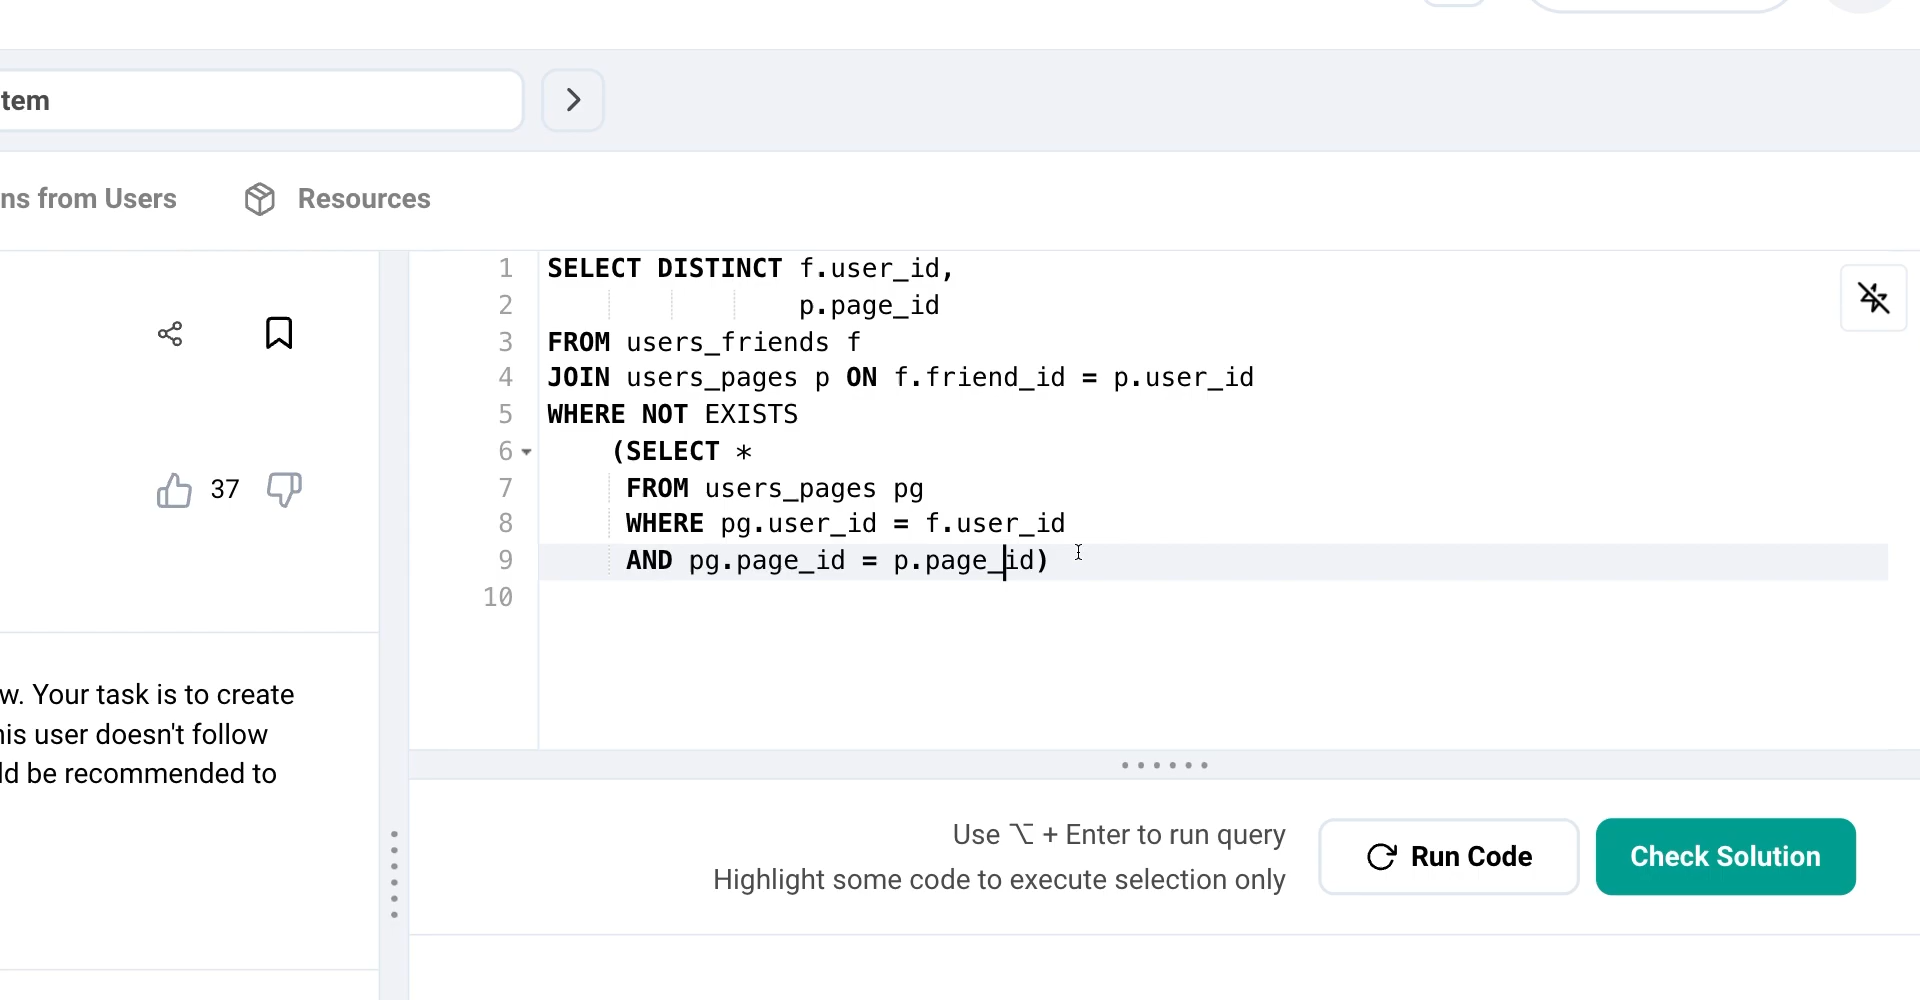 tem
ns from Users
Resources
1 SELECT DISTINCT f.user_id,
2 p.page_id
3 FROM users_friends f
4 JOIN users_pages p ON f.friend_id = p.user_id
5 WHERE NOT EXISTS
6 (SELECT *
7 FROM users_pages pg
8 WHERE pg.user_id = f.user_id
9 AND pg.page_id = p.page_id)
10
37
w. Your task is to create
his user doesn't follow
ld be recommended to
Use ⌥ + Enter to run query
Highlight some code to execute selection only
Run Code
Check Solution